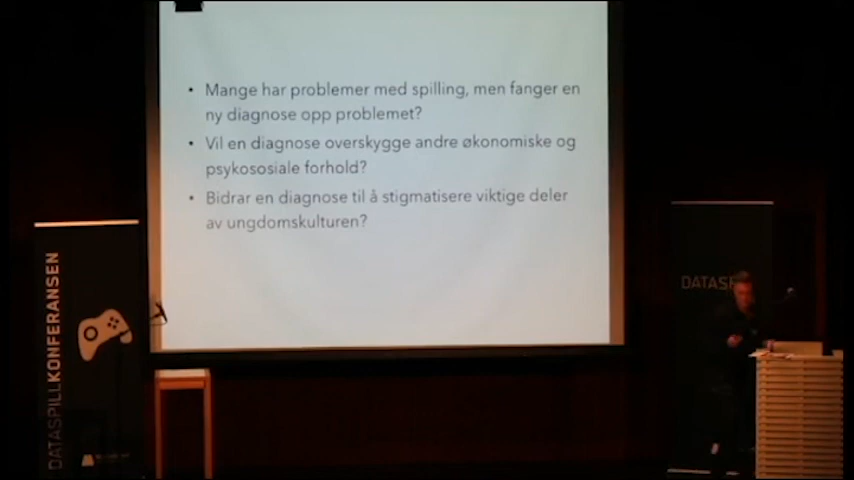 • Mange har problemer med spilling, men fanger en
ny diagnose opp problemet?
• Vil en diagnose overskygge andre økonomiske og
psykososiale forhold?
• Bidrar en diagnose til å stigmatisere viktige deler
av ungdomskulturen?
DATASPILLKONFERANSEN